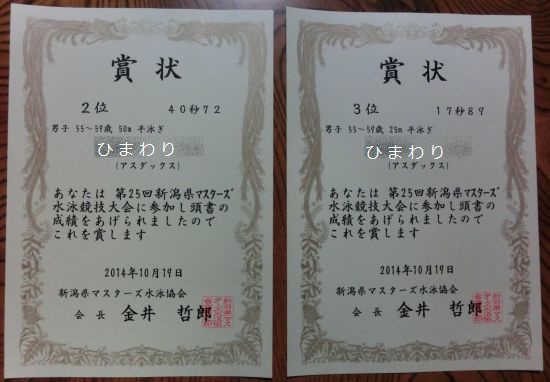 賞状
2位 40秒72
男子 55~59歳 50m 平泳ぎ
ひまわり
(アスダックス)
あなたは 第25回新潟県マスターズ
水泳競技大会に参加し頭書の
成績をあげられましたので
これを賞します
2014年10月19日
新潟県マスターズ水泳協会
会長 金井 哲郎
賞状
3位 17秒89
男子 55~59歳 25m 平泳ぎ
ひまわり
(アスダックス)
あなたは 第25回新潟県マスターズ
水泳競技大会に参加し頭書の
成績をあげられましたので
これを賞します
2014年10月19日
新潟県マスターズ水泳協会
会長 金井 哲郎